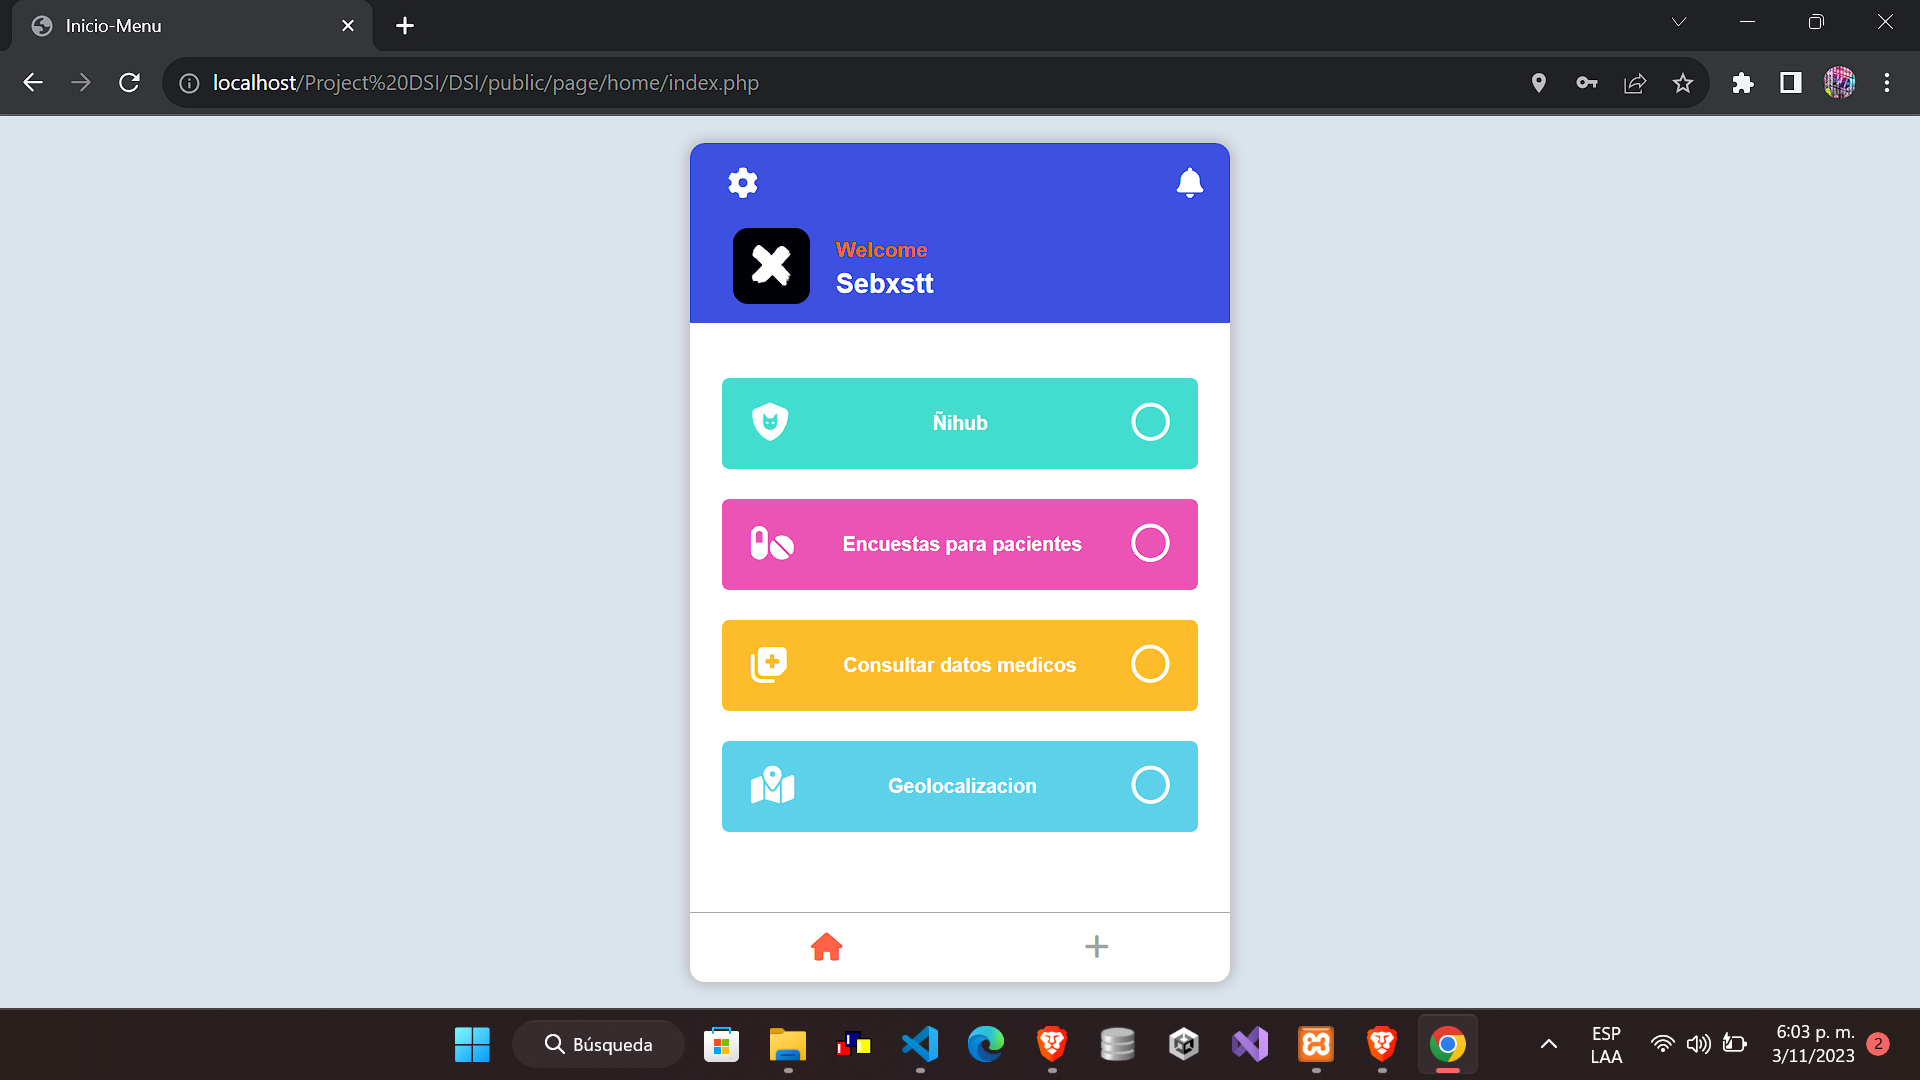 Inicio-Menu
localhost/Project%20DSI/DSI/public/page/home/index.php
Welcome
Sebxstt
Ñihub
Encuestas para pacientes
Consultar datos medicos
Geolocalizacion
Búsqueda
ESP
LAA
6:03 p. m.
3/11/2023
2